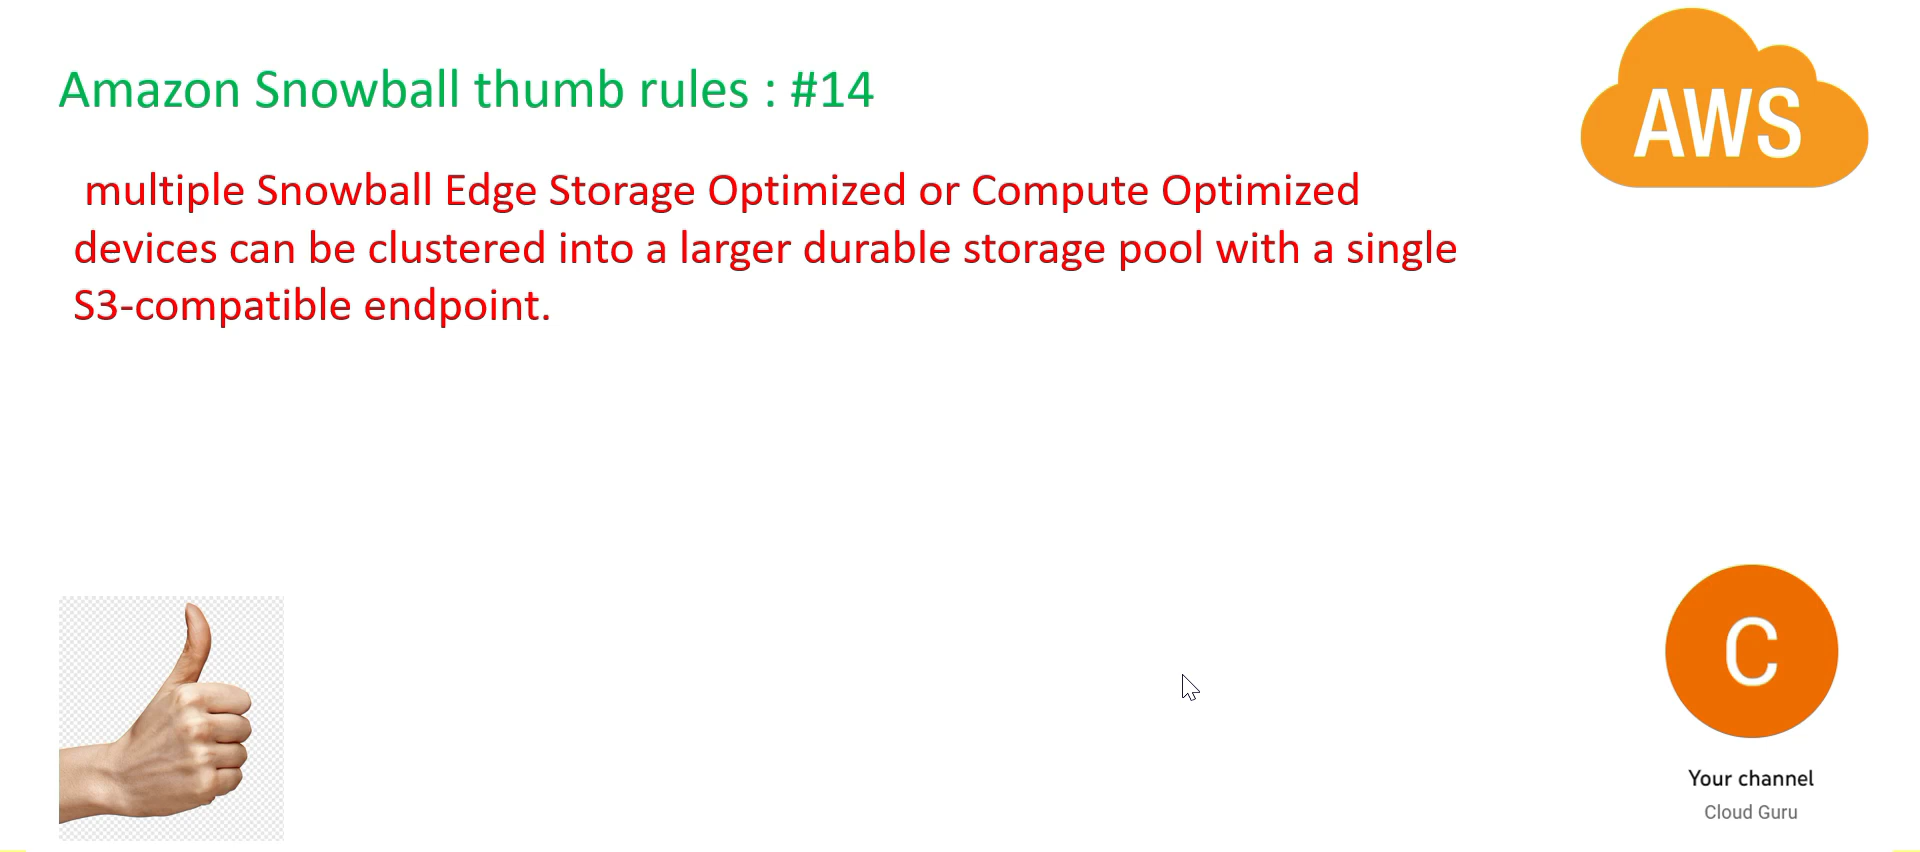 Amazon Snowball thumb rules : #14
AWS
multiple Snowball Edge Storage Optimized or Compute Optimized
devices can be clustered into a larger durable storage pool with a single
S3-compatible endpoint.
C
Your channel
Cloud Guru